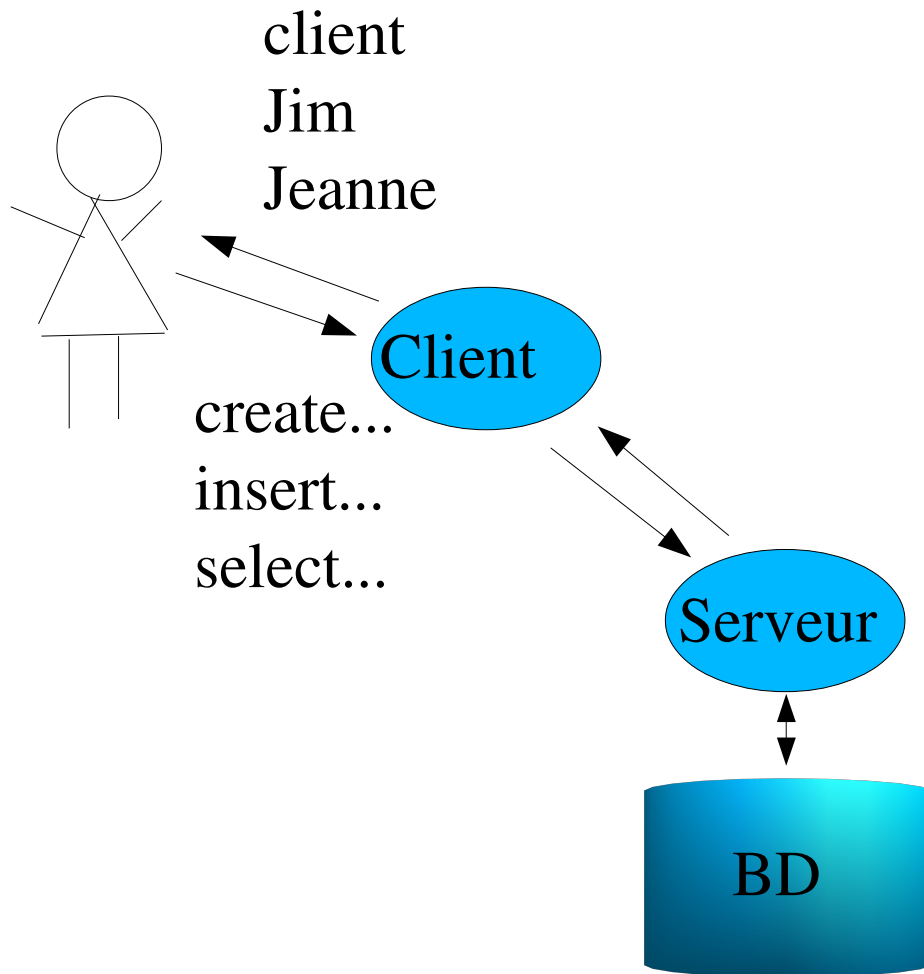 client
Jim
Jeanne
Client
create...
insert...
select...
Serveur
BD